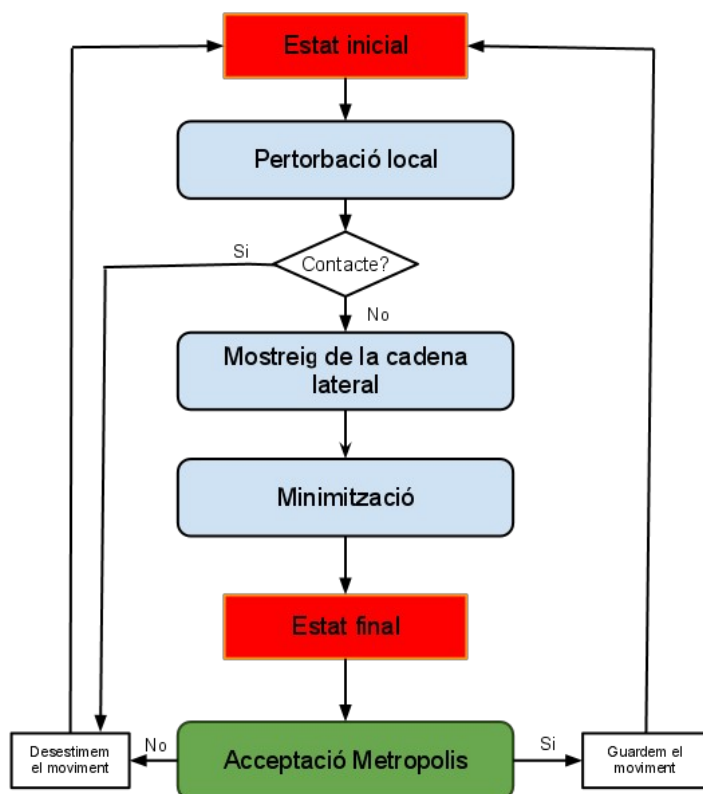 Estat inicial
Pertorbació local
Si
Contacte?
No
Mostreig de la cadena
lateral
Minimització
Estat final
Desestimem
el moviment
No
Acceptació Metropolis
Si
Guardem el
moviment